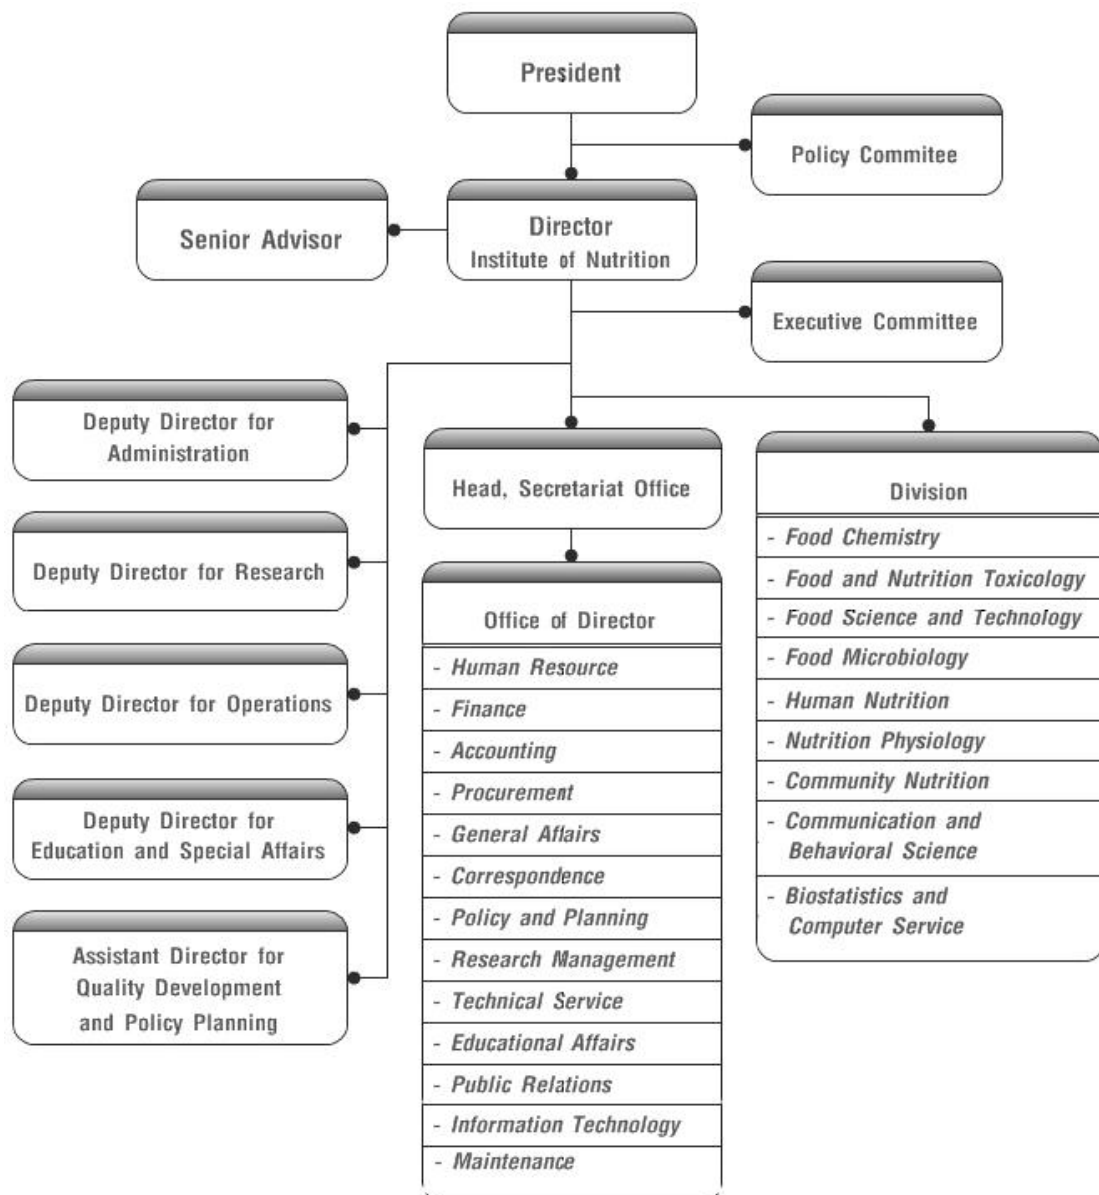 President
Policy Commitee
Senior Advisor
Director
Institute of Nutrition
Executive Committee
Deputy Director for
Administration
Deputy Director for Research
Deputy Director for Operations
Deputy Director for
Education and Special Affairs
Assistant Director for
Quality Development
and Policy Planning
Head, Secretariat Office
Office of Director
- Human Resource
- Finance
- Accounting
- Procurement
- General Affairs
- Correspondence
- Policy and Planning
- Research Management
- Technical Service
- Educational Affairs
- Public Relations
- Information Technology
- Maintenance
Division
- Food Chemistry
- Food and Nutrition Toxicology
- Food Science and Technology
- Food Microbiology
- Human Nutrition
- Nutrition Physiology
- Community Nutrition
- Communication and
Behavioral Science
- Biostatistics and
Computer Service